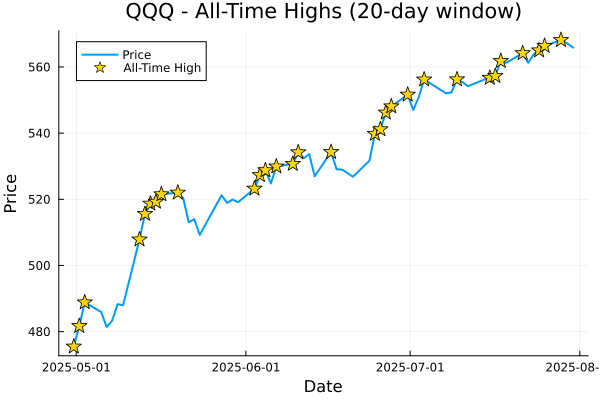 QQQ - All-Time Highs (20-day window)
Price
All-Time High
560
540
520
500
480
Price
2025-05-01
2025-06-01
2025-07-01
2025-08-
Date